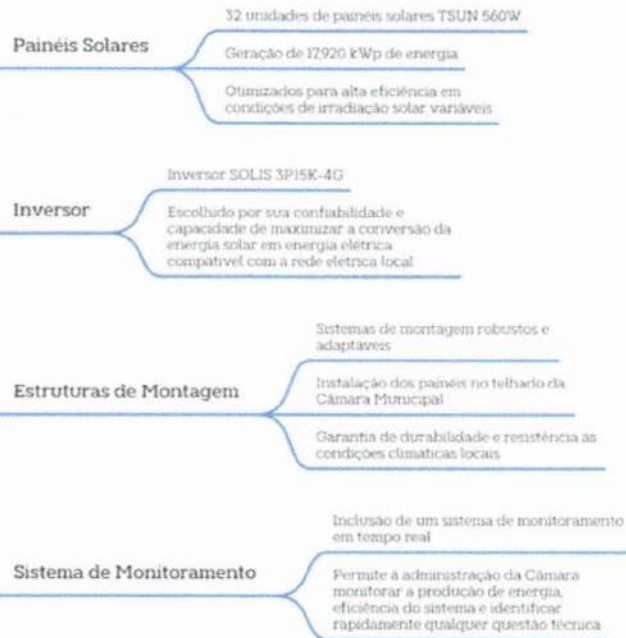 32 unidades de painéis solares TSUN 560W
Painéis Solares
Geração de 17.920 kWp de energia
Otimizados para alta eficiência em
condições de irradiação solar variáveis
Inversor SOLIS 3P15K-4G
Inversor
Escolhido por sua confiabilidade e
capacidade de maximizar a conversão da
energia solar em energia elétrica
compatível com a rede elétrica local
Sistemas de montagem robustos e
adaptáveis
Estruturas de Montagem
Instalação dos painéis no telhado da
Câmara Municipal
Garantia de durabilidade e resistência às
condições climáticas locais
Inclusão de um sistema de monitoramento
em tempo real
Sistema de Monitoramento
Permite à administração da Câmara
monitorar a produção de energia,
eficiência do sistema e identificar
rapidamente qualquer questão técnica